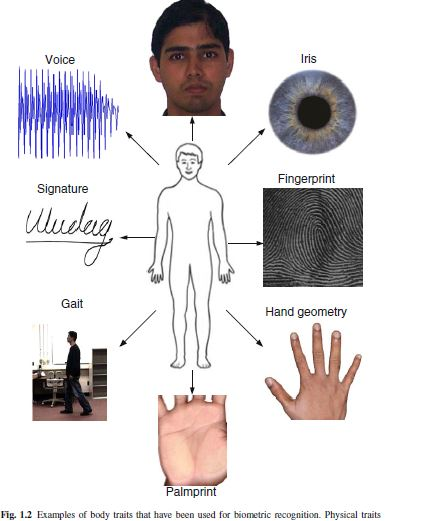 Voice
Iris
Signature
Fingerprint
Gait
Hand geometry
Palmprint
Fig. 1.2 Examples of body traits that have been used for biometric recognition. Physical traits